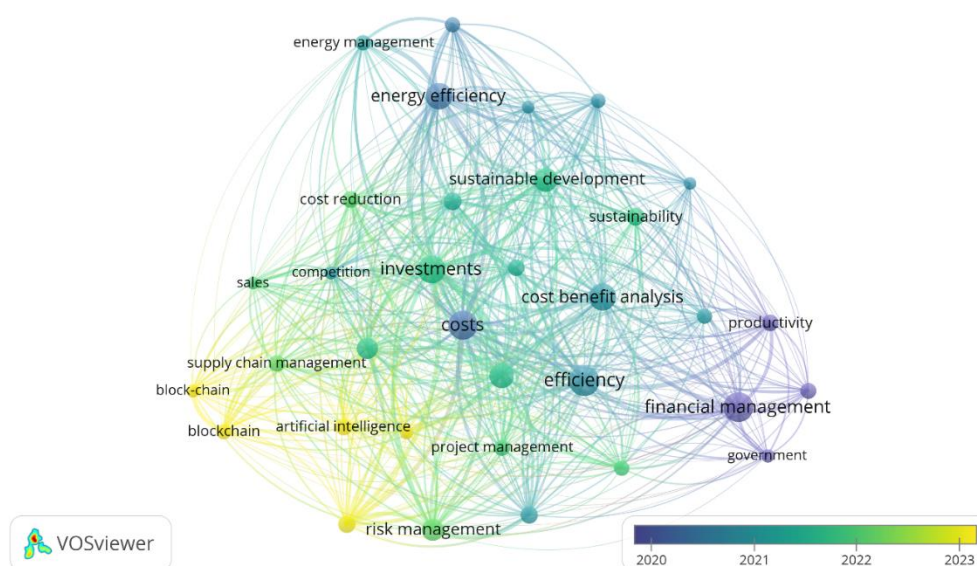 energy management
energy efficiency
sustainable development
cost reduction
sustainability
investments
competition
sales
cost benefit analysis
costs
productivity
supply chain management
efficiency
block-chain
financial management
blockchain
artificial intelligence
project management
government
risk management
VOSviewer
2020 2021 2022 2023